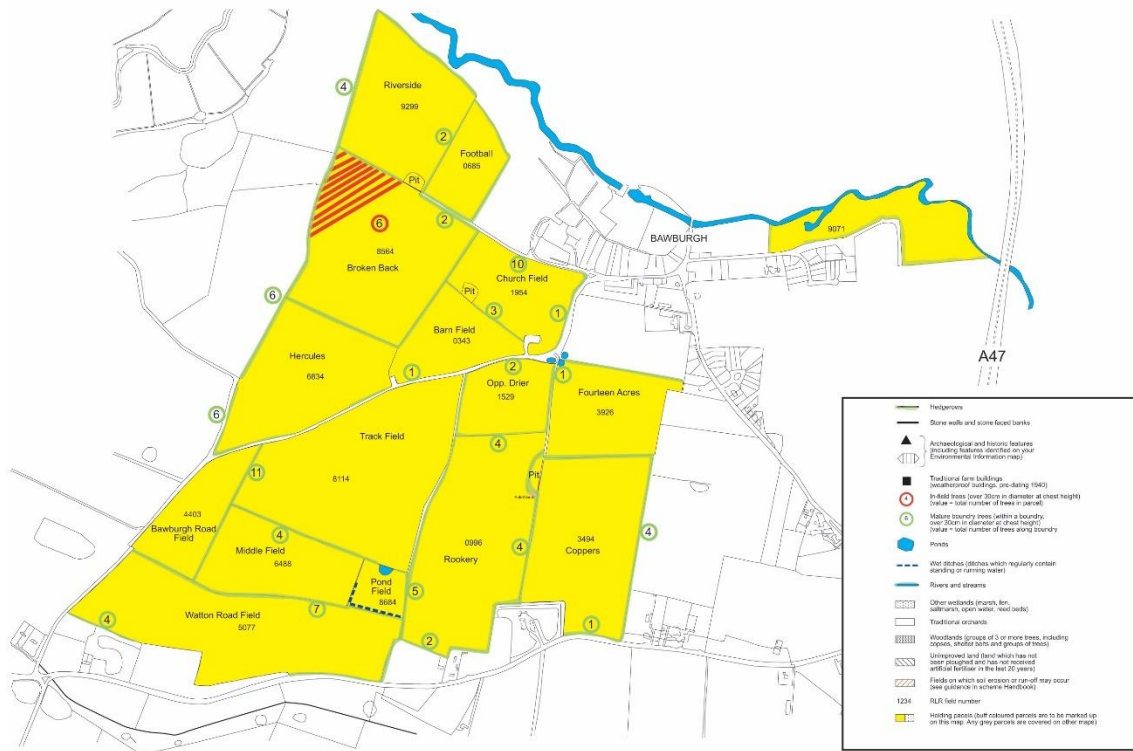 Riverside
9299
4
2
Football
0685
Pit
2
6
8564
Broken Back
BAWBURGH
9071
10
Church Field
1954
Pit
3
1
6
Barn Field
0343
A47
Hercules
6834
1
2
1
Opp. Drier
1529
Fourteen Acres
3926
6
Track Field
4
11
8114
Pit
4403
Bawburgh Road
Field
4
Middle Field
6488
0996
Rookery
4
3494
Coppers
4
Pond
Field
8684
5
7
Watton Road Field
5077
4
2
1
Hedgerows
Stone walls and stone faced banks
Archaeological and historic features
(including features identified on your
Environmental Information map)
Traditional farm buildings
(weatherproof buildings, pre-dating 1940)
In-field trees (over 30cm in diameter at chest height)
(value = total number of trees in parcel)
Mature boundry trees (within a boundry,
over 30cm in diameter at chest height)
(value = total number of trees along boundry
Ponds
Wet ditches (ditches which regularly contain
standing or running water)
Rivers and streams
Other wetlands (marsh, fen,
saltmarsh, open water, reed beds)
Traditional orchards
Woodlands (groups of 3 or more trees, including
copses, shelter belts and groups of trees)
Unimproved land (land which has not
been ploughed and has not received
artificial fertiliser in the last 20 years)
Fields on which soil erosion or run-off may occur
(see guidance in scheme Handbook)
1234 RLR field number
Holding parcels (buff coloured parcels are to be marked up
on this map. Any grey parcels are covered on other maps)